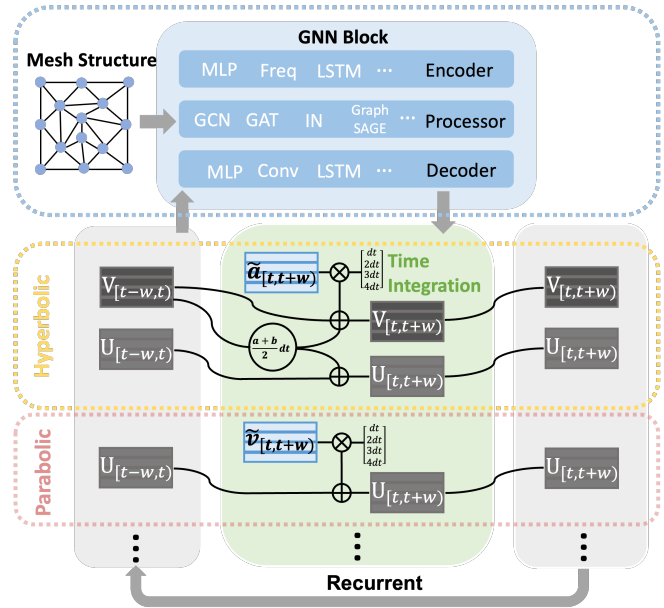 GNN Block
Mesh Structure
MLP Freq LSTM ... Encoder
GCN GAT IN Graph SAGE ... Processor
MLP Conv LSTM ... Decoder
Hyperbolic
V[t−w,t)
U[t−w,t)
ã[t,t+w)
[dt 2dt 3dt 4dt]
Time
Integration
a + b / 2 dt
V[t,t+w)
U[t,t+w)
V[t,t+w)
U[t,t+w)
Parabolic
U[t−w,t)
ṽ[t,t+w)
[dt 2dt 3dt 4dt]
U[t,t+w)
U[t,t+w)
Recurrent